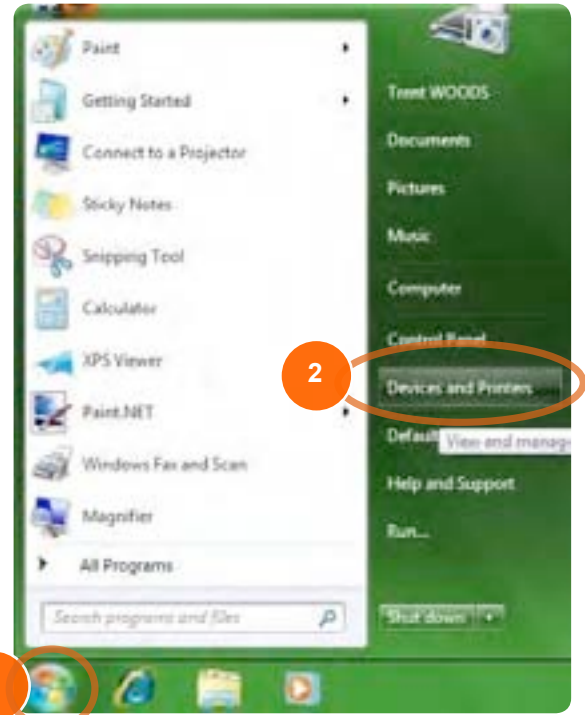 Paint
Getting Started
Connect to a Projector
Sticky Notes
Snipping Tool
Calculator
XPS Viewer
Paint.NET
Windows Fax and Scan
Magnifier
All Programs
Search programs and files
Trent WOODS
Documents
Pictures
Music
Computer
Control Panel
2
Devices and Printers
Default
View and manage
Help and Support
Run...
Shut down